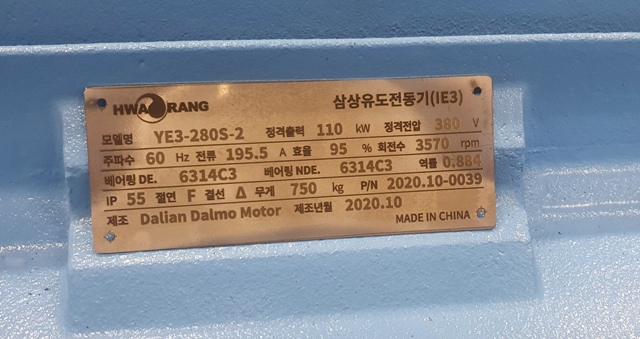 HWARANG 삼상유도전동기(IE3)
모델명 YE3-280S-2 정격출력 110 kW 정격전압 380 V
주파수 60 Hz 전류 195.5 A 효율 95 % 회전수 3570 rpm
베어링 DE. 6314C3 베어링 NDE. 6314C3 역률 0.884
IP 55 절연 F 결선 Δ 무게 750 kg P/N 2020.10-0039
제조 Dalian Dalmo Motor 제조년월 2020.10
MADE IN CHINA